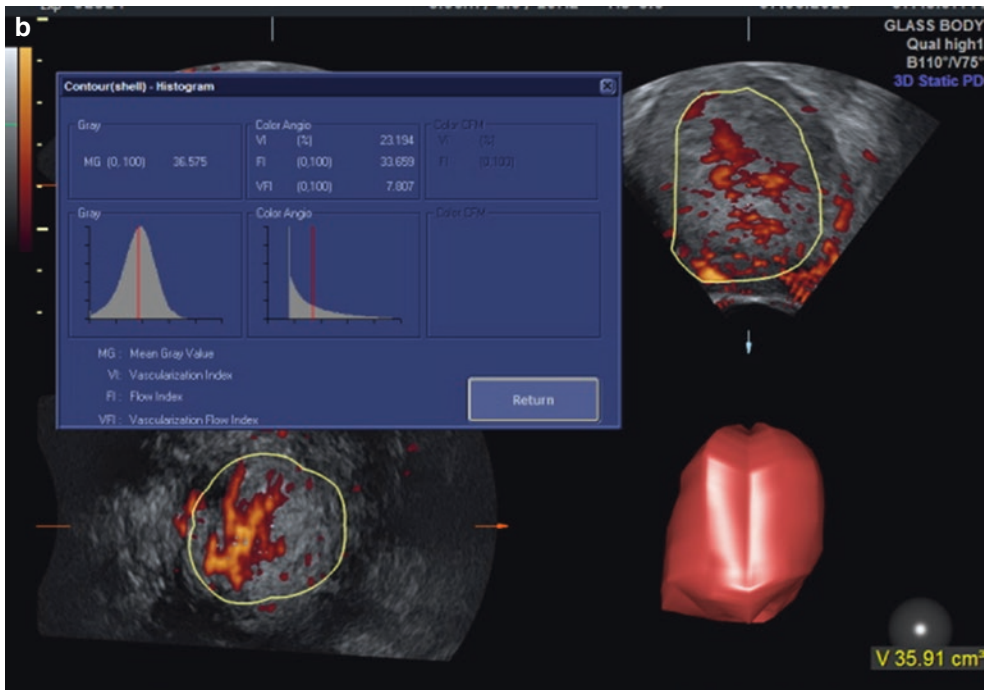 b
GLASS BODY
Qual high1
B110°/V75°
3D Static PD
Contour(shell) - Histogram
Gray
MG (0, 100) 36.575
Color Angio
VI (%) 23.194
FI (0,100) 33.659
VFI (0,100) 7.807
Color CFM
VI (%)
FI (0,100)
Gray
Color Angio
Color CFM
MG : Mean Gray Value
VI: Vascularization Index
FI : Flow Index
VFI : Vascularization Flow Index
Return
V 35.91 cm³